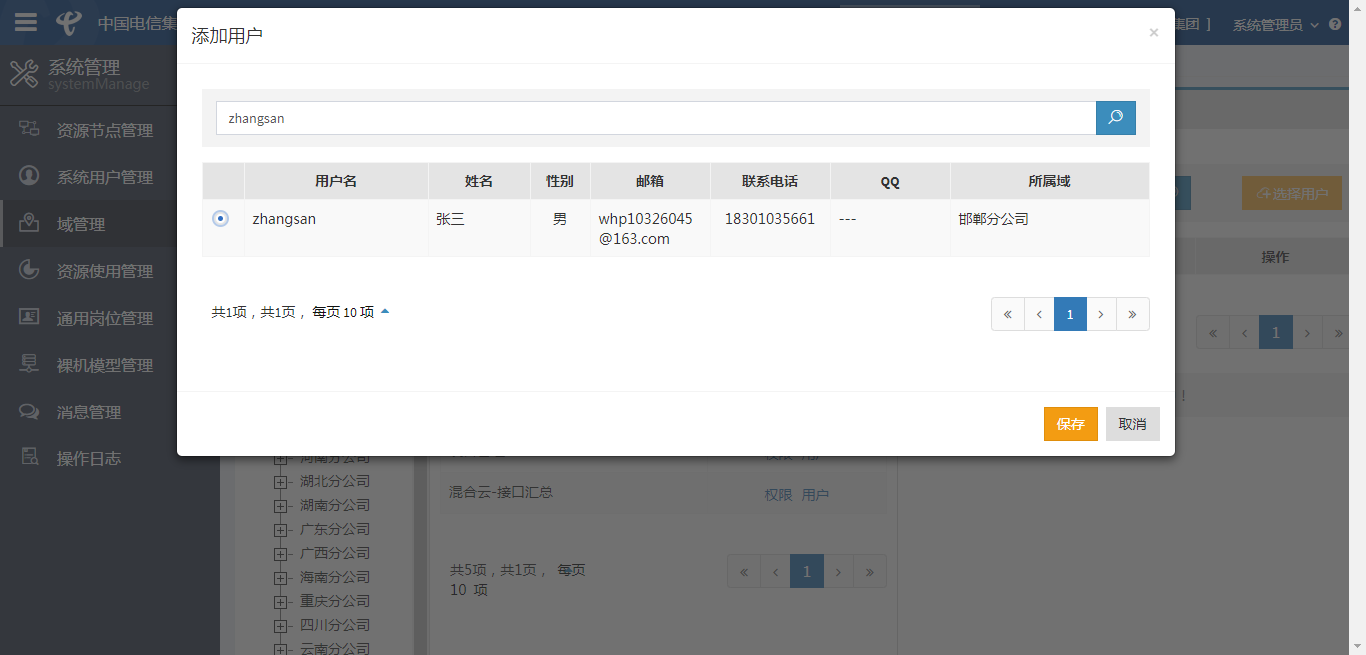 中国电信集
集团 ]
系统管理员
添加用户
×
系统管理
systemManage
资源节点管理
系统用户管理
域管理
资源使用管理
通用岗位管理
裸机模型管理
消息管理
操作日志
zhangsan
用户名 姓名 性别 邮箱 联系电话 QQ 所属域
zhangsan 张三 男 whp10326045 18301035661 --- 邯郸分公司
@163.com
共1项，共1页， 每页 10 项
« ‹ 1 › »
保存 取消
选择用户
操作
« ‹ 1 › »
!
河南分公司
湖北分公司
湖南分公司
广东分公司
广西分公司
海南分公司
重庆分公司
四川分公司
云南分公司
权限 用户
混合云-接口汇总 权限 用户
共5项，共1页， 每页
10 项
« ‹ 1 › »